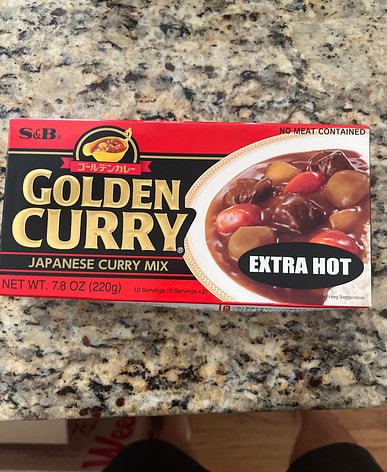 S&B®
NO MEAT CONTAINED
ゴールデンカレー
GOLDEN
CURRY®
JAPANESE CURRY MIX
EXTRA HOT
NET WT. 7.8 OZ (220g)
Suggestion